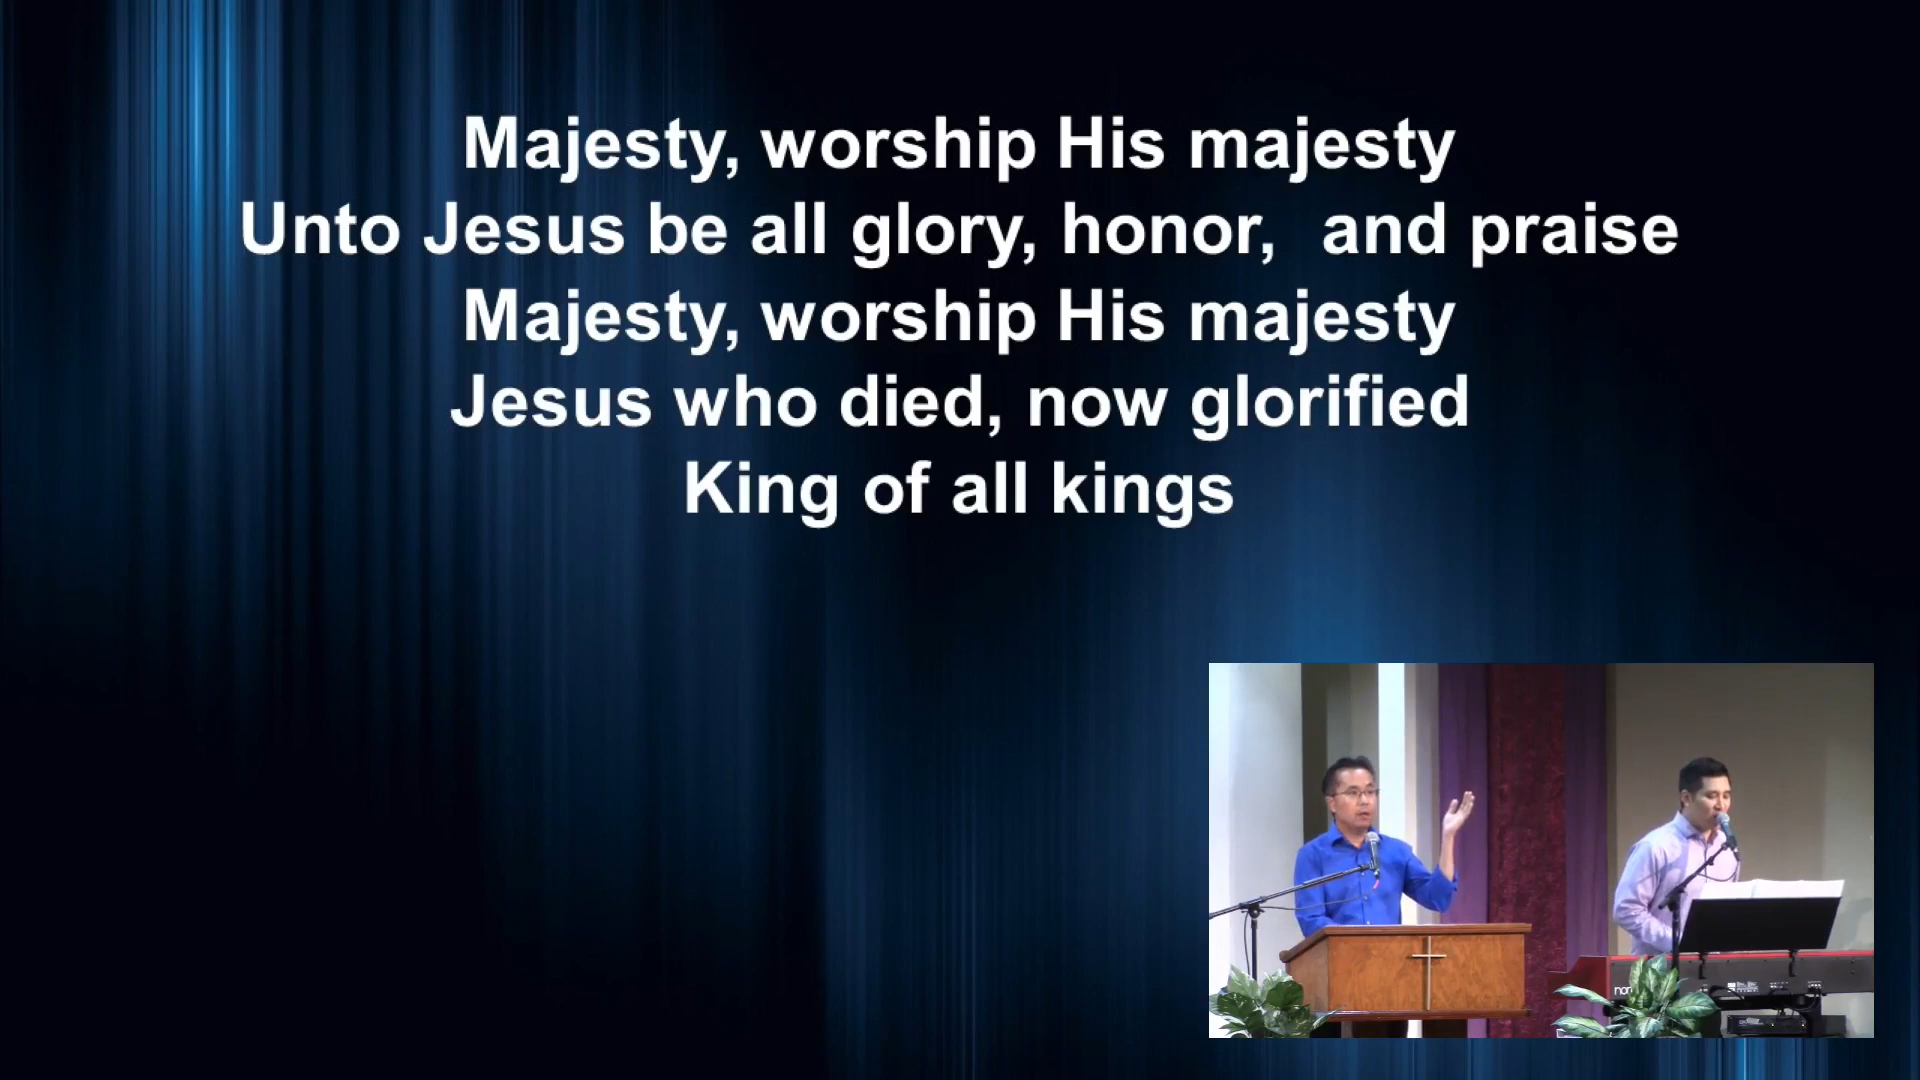 Majesty, worship His majesty
Unto Jesus be all glory, honor,  and praise
Majesty, worship His majesty
Jesus who died, now glorified
King of all kings